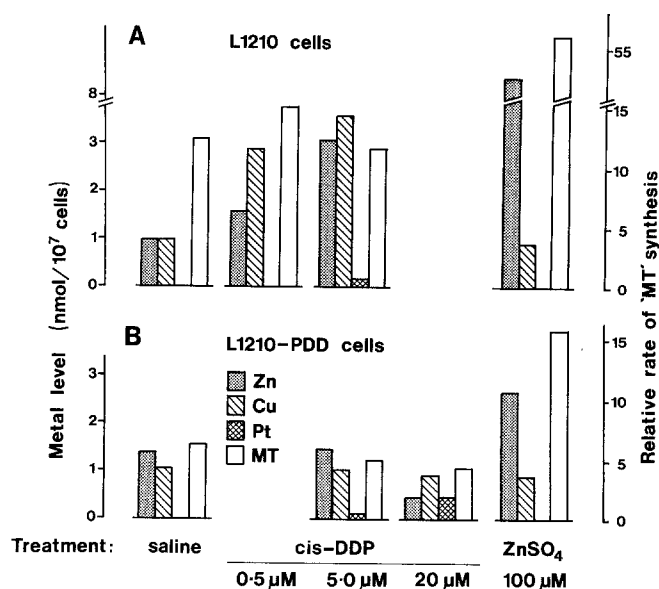 A
L1210 cells
8
3
2
1
0
55
15
10
5
0
Metal level (nmol/10⁷ cells)
Relative rate of 'MT' synthesis
B
L1210-PDD cells
Zn
Cu
Pt
MT
3
2
1
0
15
10
5
0
Treatment: saline cis-DDP ZnSO₄
0·5 μM 5·0 μM 20 μM 100 μM